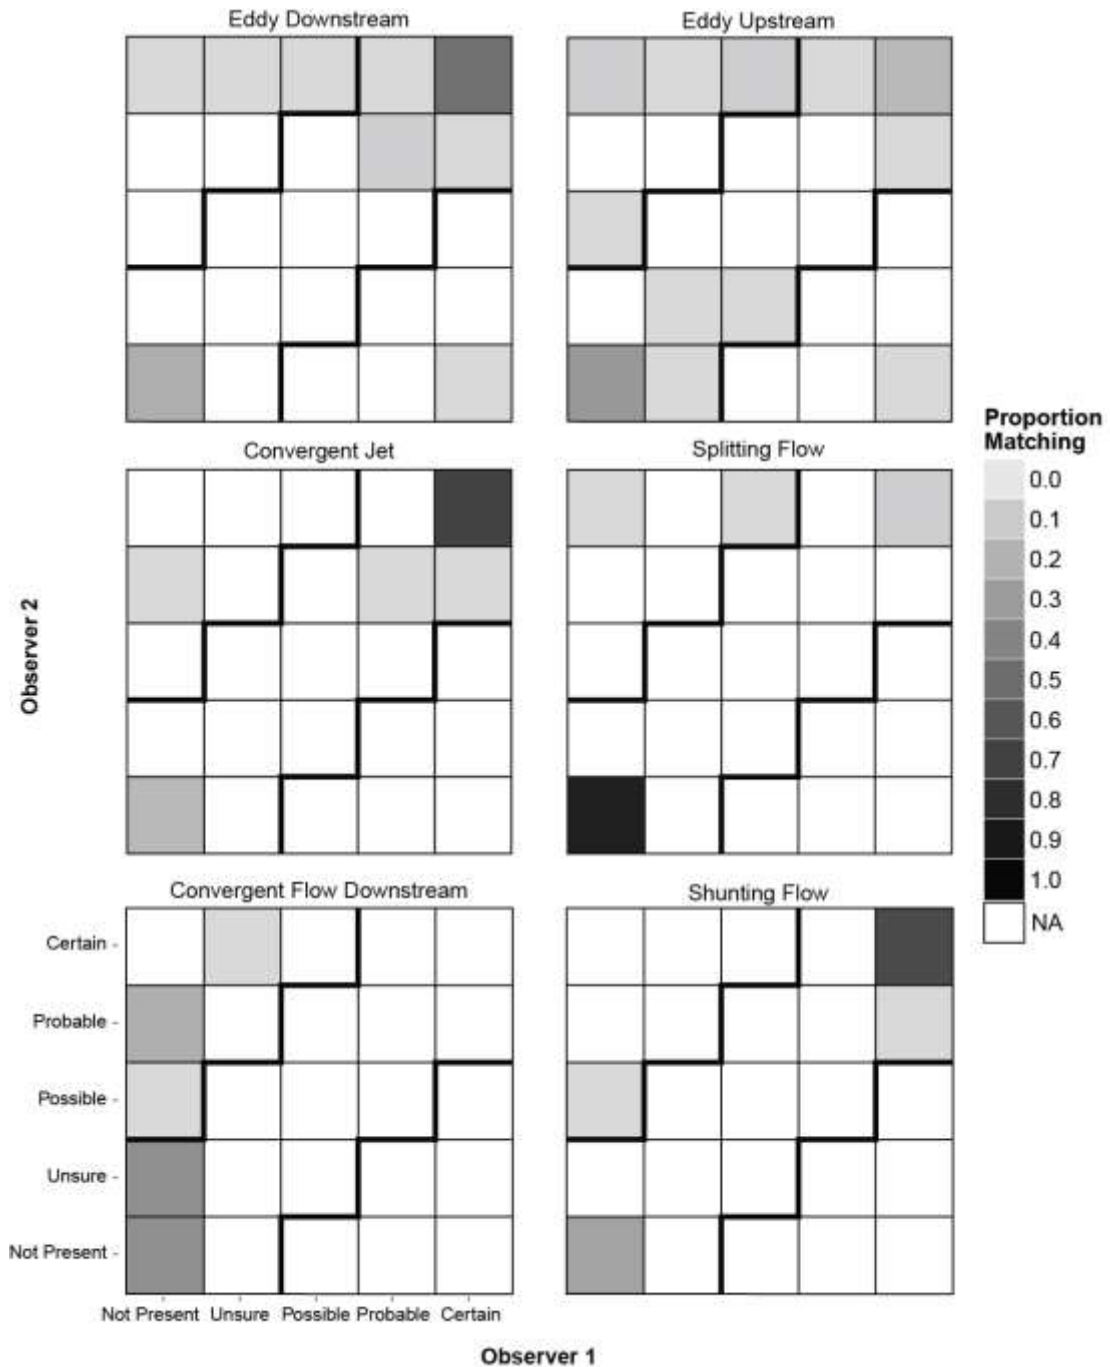 Eddy Downstream
Eddy Upstream
Convergent Jet
Splitting Flow
Proportion
Matching
0.0
0.1
0.2
0.3
0.4
0.5
0.6
0.7
0.8
0.9
1.0
NA
Observer 2
Convergent Flow Downstream
Shunting Flow
Certain -
Probable -
Possible -
Unsure -
Not Present -
Not Present Unsure Possible Probable Certain
Observer 1